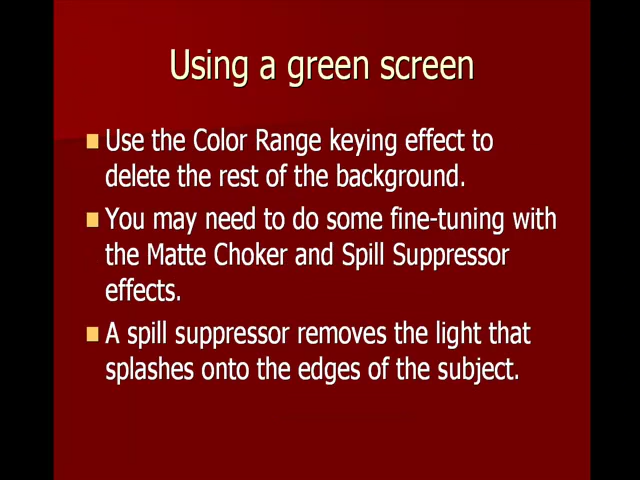 Using a green screen
Use the Color Range keying effect to
delete the rest of the background.
You may need to do some fine-tuning with
the Matte Choker and Spill Suppressor
effects.
A spill suppressor removes the light that
splashes onto the edges of the subject.